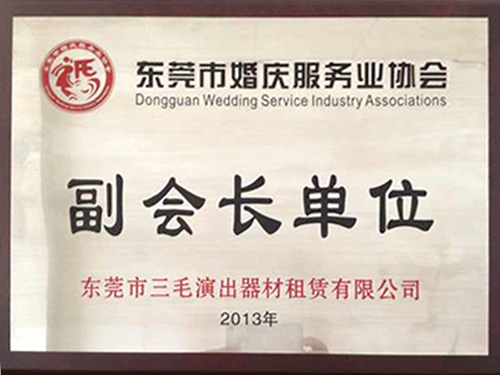 东莞市婚庆服务业协会
Dongguan Wedding Service Industry Associations
副会长单位
东莞市三毛演出器材租赁有限公司
2013年